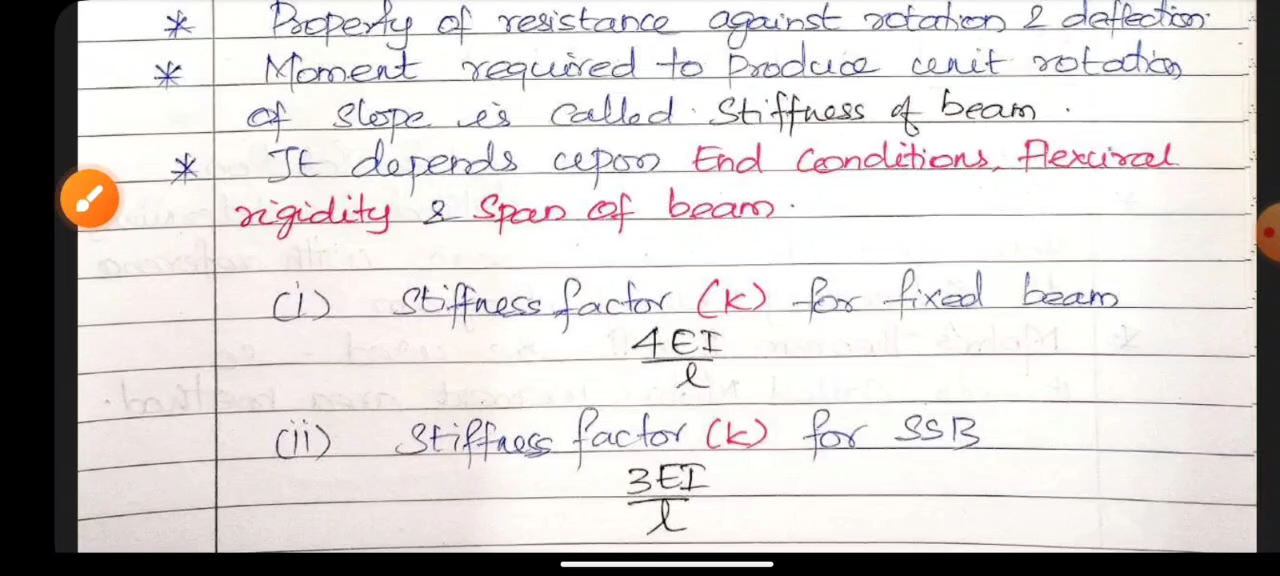 * Property of resistance against rotation & deflection.
* Moment required to produce unit rotation
of slope is called stiffness of beam.
* It depends upon End Conditions, flexural
rigidity & Span of beam.
(i) Stiffness factor (k) for fixed beam
4EI
l
(ii) Stiffness factor (k) for SSB
3EI
l